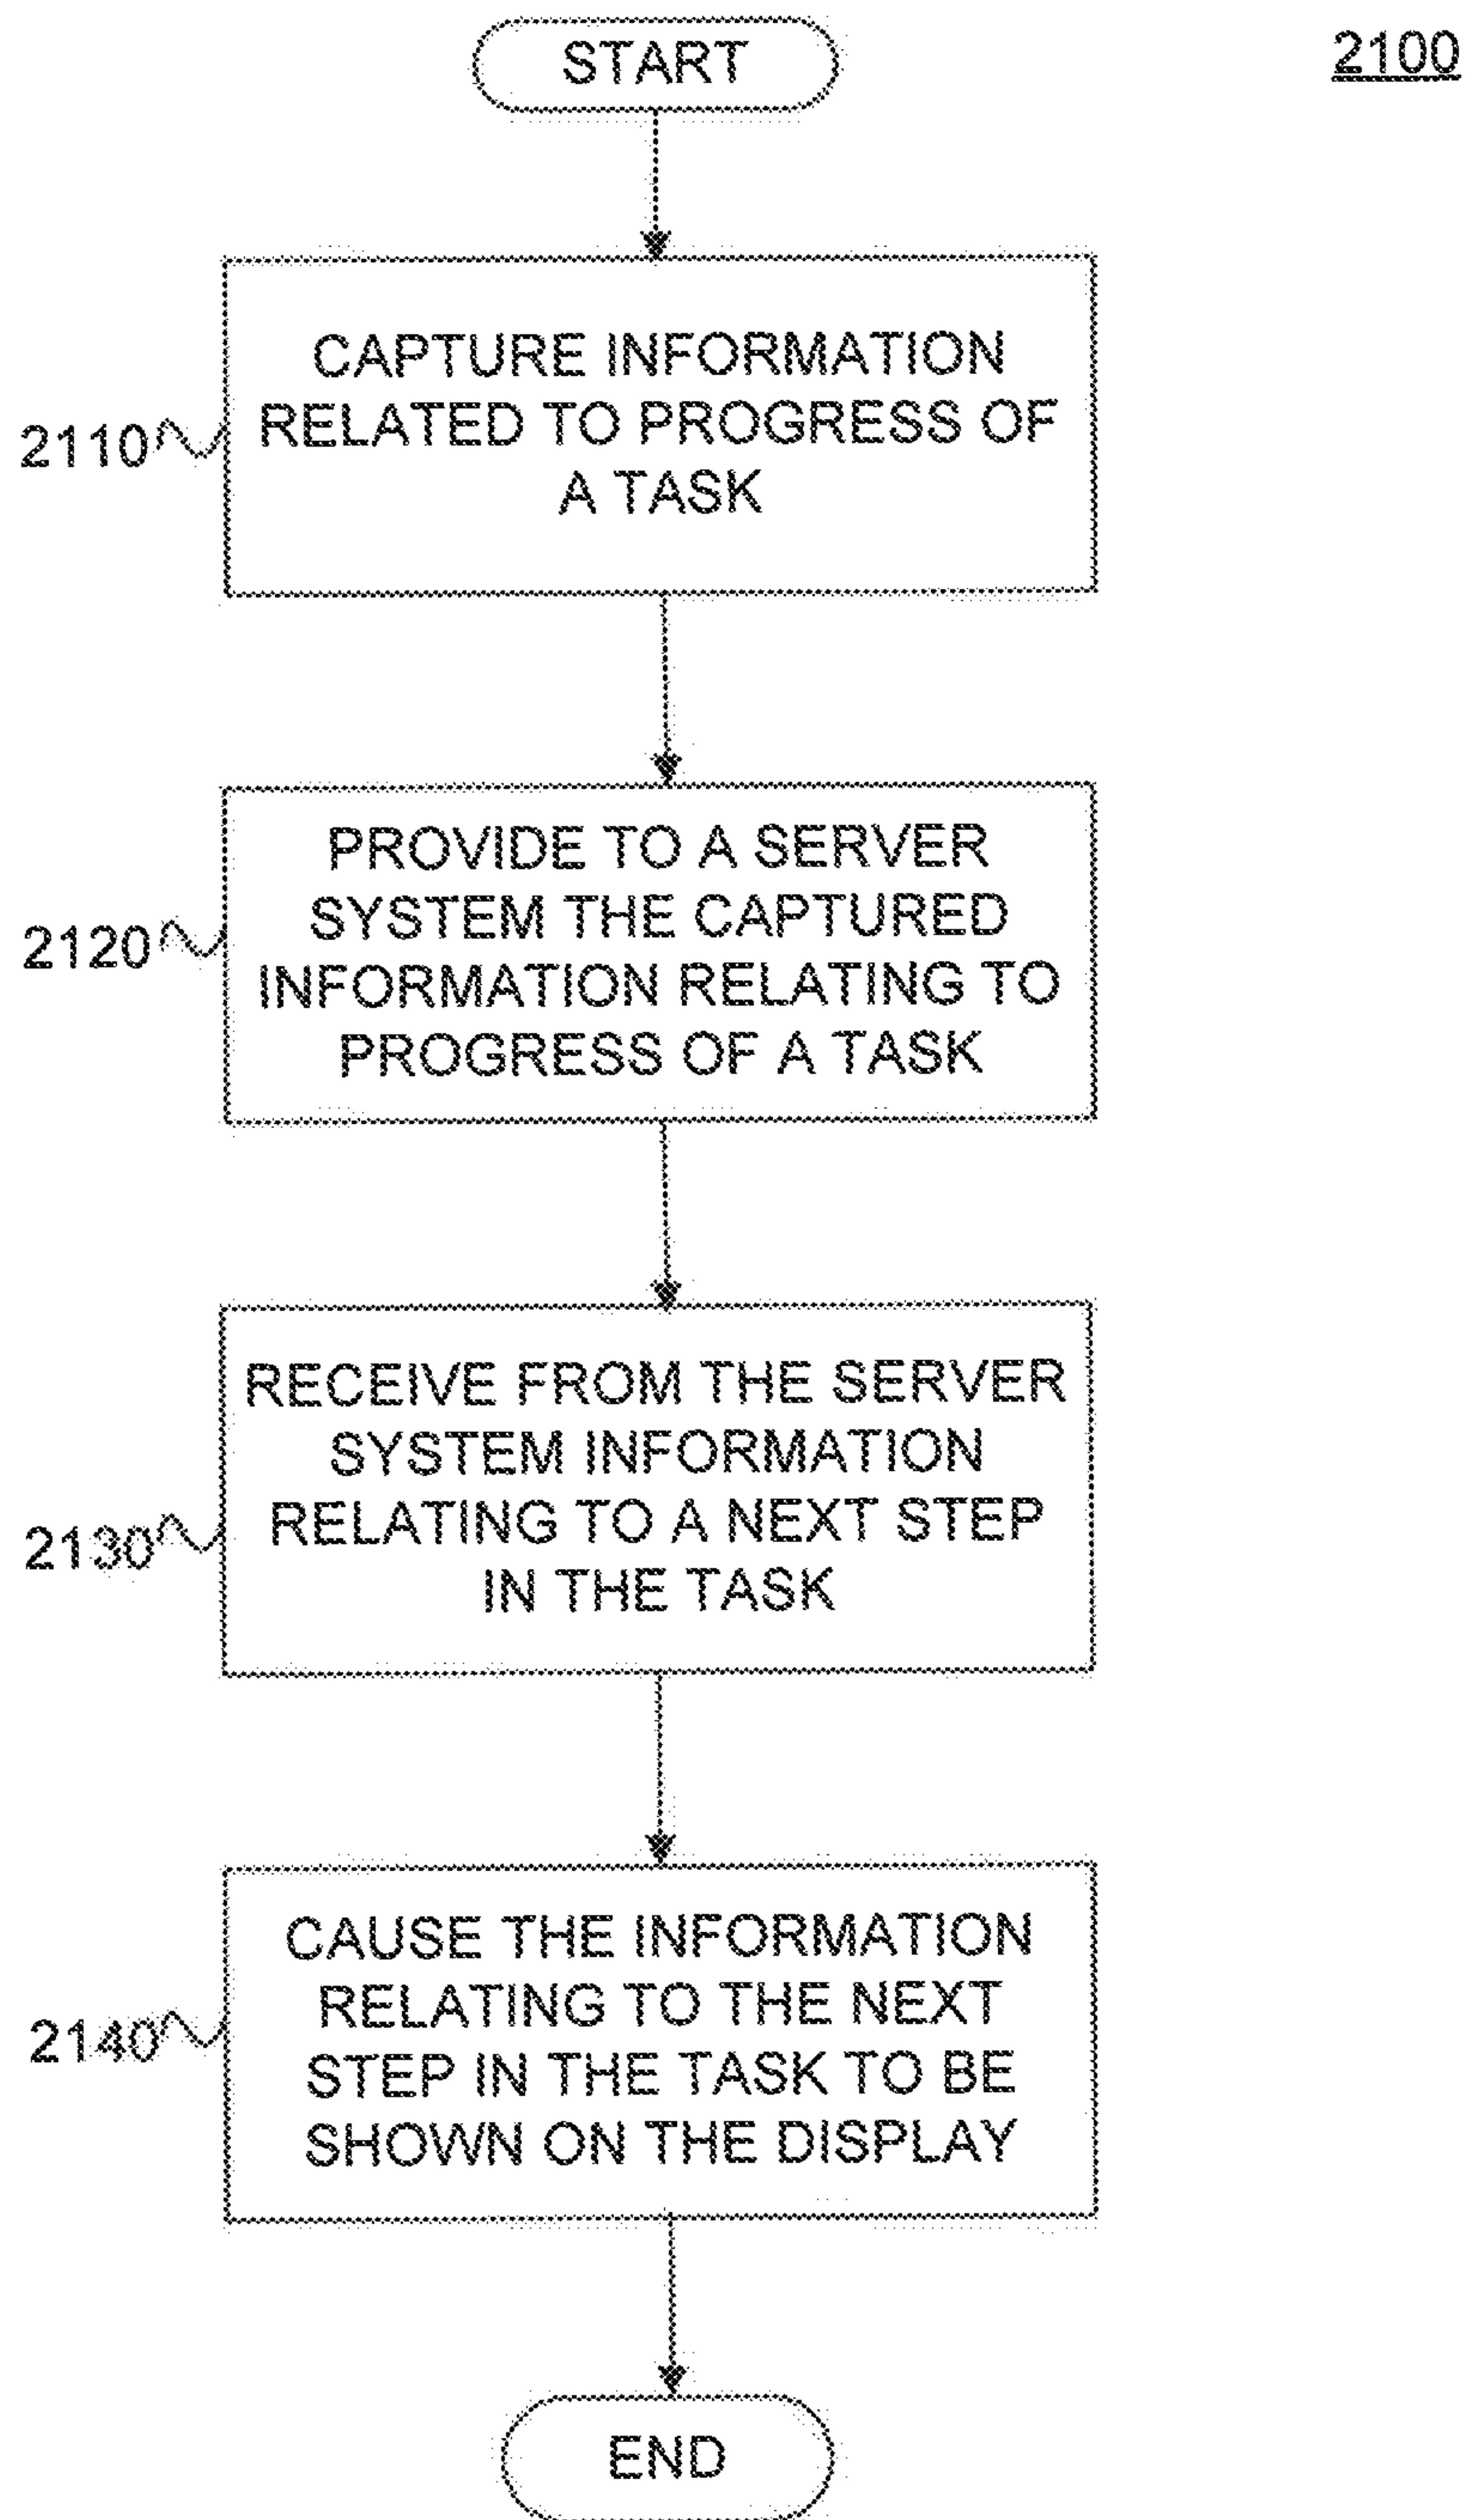 START
2100
CAPTURE INFORMATION
RELATED TO PROGRESS OF
A TASK
2110
PROVIDE TO A SERVER
SYSTEM THE CAPTURED
INFORMATION RELATING TO
PROGRESS OF A TASK
2120
RECEIVE FROM THE SERVER
SYSTEM INFORMATION
RELATING TO A NEXT STEP
IN THE TASK
2130
CAUSE THE INFORMATION
RELATING TO THE NEXT
STEP IN THE TASK TO BE
SHOWN ON THE DISPLAY
2140
END